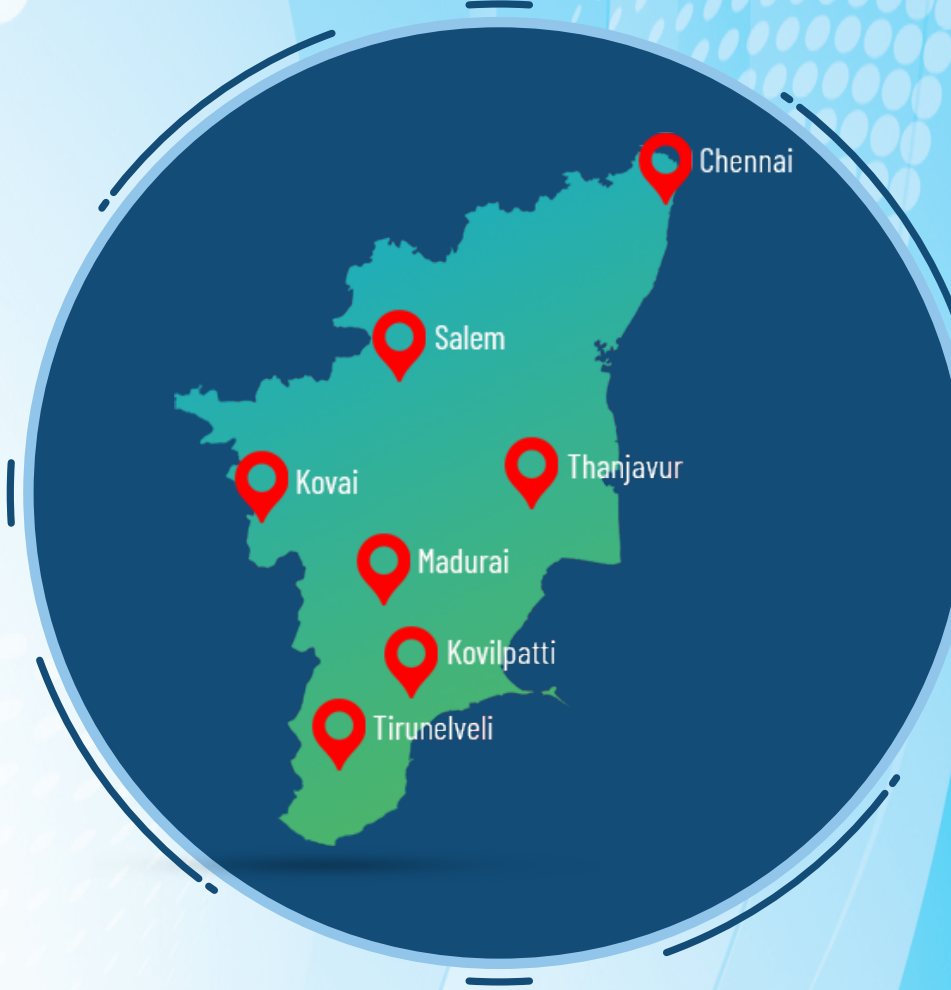 Chennai
Salem
Thanjavur
Kovai
Madurai
Kovilpatti
Tirunelveli